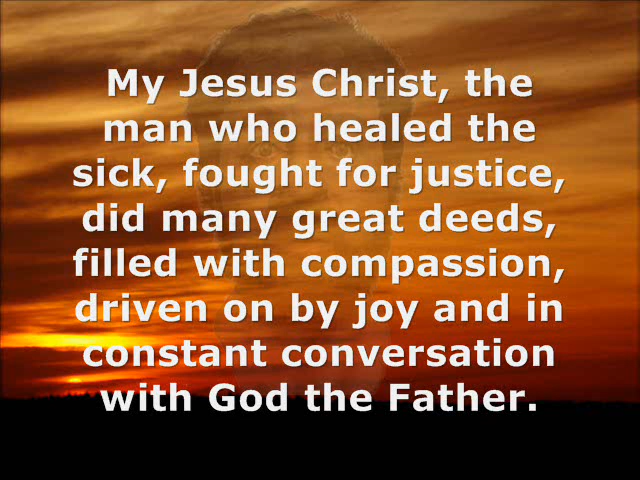 My Jesus Christ, the
man who healed the
sick, fought for justice,
did many great deeds,
filled with compassion,
driven on by joy and in
constant conversation
with God the Father.